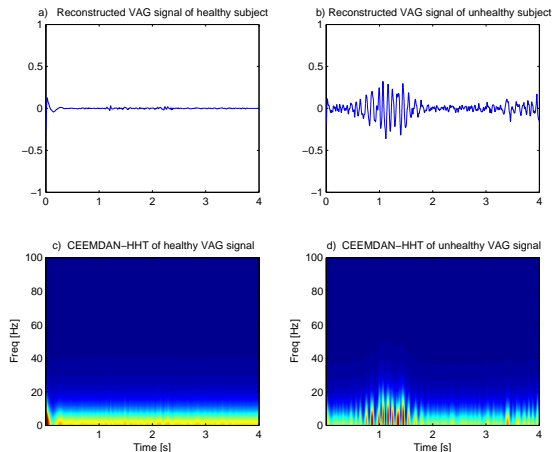 a) Reconstructed VAG signal of healthy subject
1
0.5
0
−0.5
−1
0 1 2 3 4
b) Reconstructed VAG signal of unhealthy subject
1
0.5
0
−0.5
−1
0 1 2 3 4
c) CEEMDAN−HHT of healthy VAG signal
Freq [Hz]
100
80
60
40
20
0
0 1 2 3 4
Time [s]
d) CEEMDAN−HHT of unhealthy VAG signal
Freq [Hz]
100
80
60
40
20
0
0 1 2 3 4
Time [s]